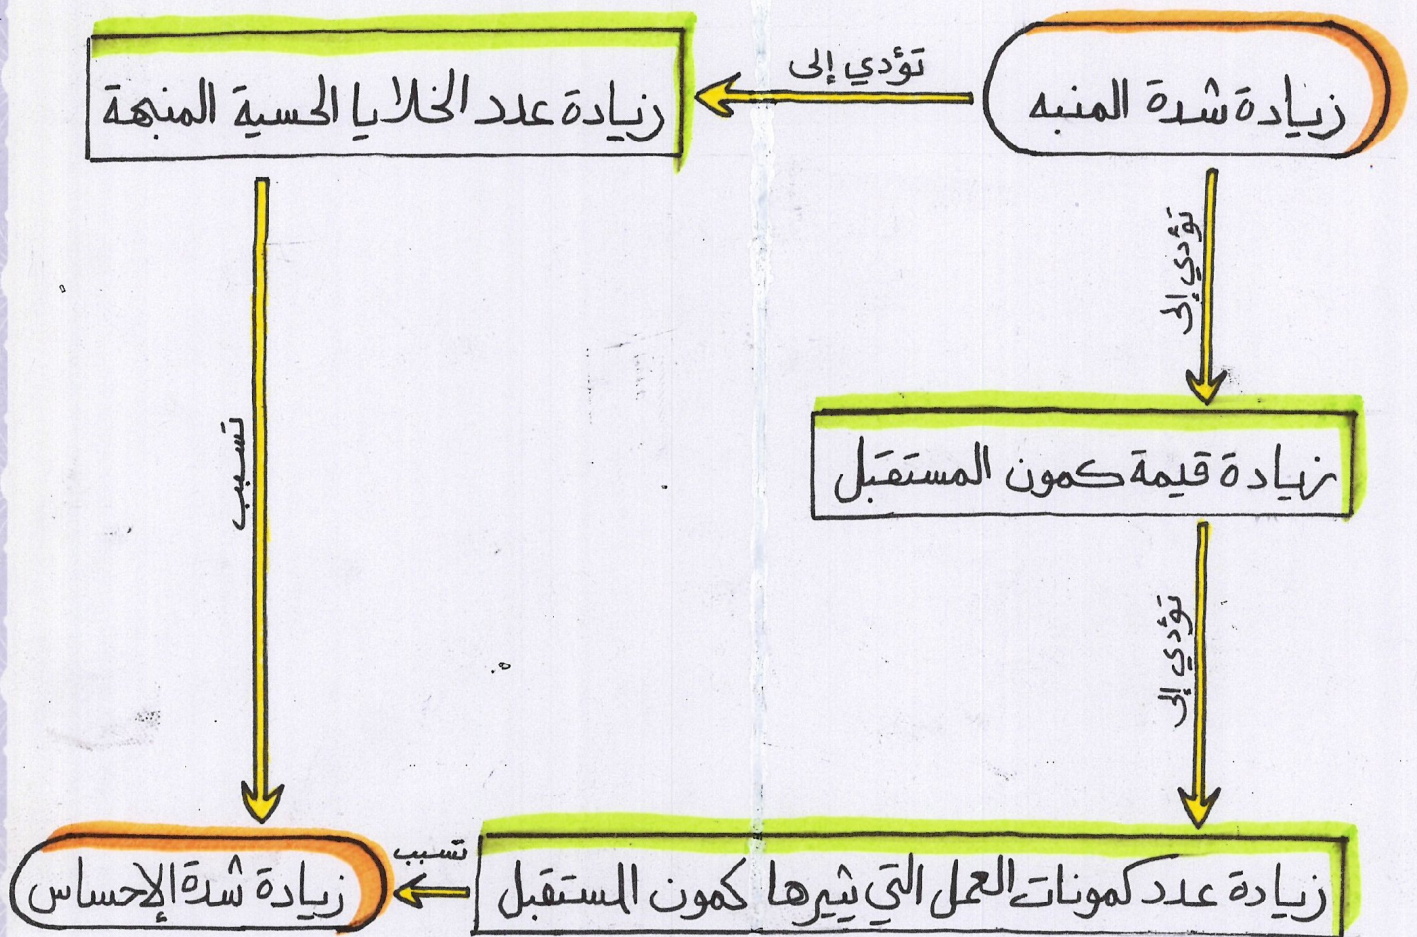 زيادة شدة المنبه
تؤدي إلى
زيادة عدد الخلايا الحسية المنبهة
تؤدي إلى
زيادة قيمة كمون المستقبل
تؤدي إلى
تسبب
زيادة عدد كمونات العمل التي يثيرها كمون المستقبل
تسبب
زيادة شدة الإحساس